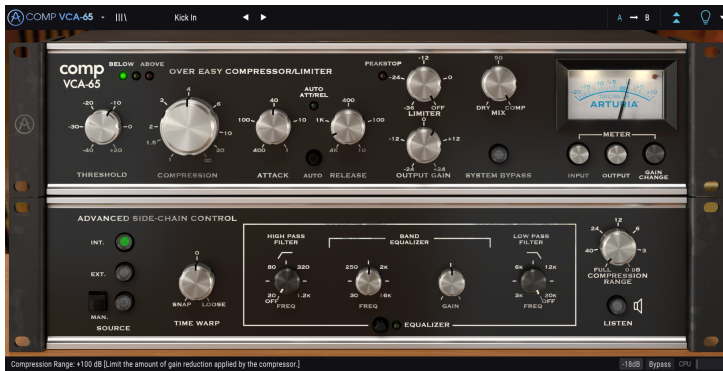 COMP VCA-65
Kick In
A → B
comp
VCA-65
BELOW ABOVE
OVER EASY COMPRESSOR/LIMITER
-20 -10
-30 -0
-40 +20
THRESHOLD
4
3 6
2 10
1.5 20
∞
COMPRESSION
40
100 10
400 1
ATTACK
AUTO
ATT/REL
AUTO
400
1K 100
4K 10
RELEASE
PEAKSTOP
-12
-24 0
-36 OFF
LIMITER
0
-12 +12
-24 +24
OUTPUT GAIN
50
DRY COMP
MIX
SYSTEM BYPASS
ARTURIA
METER
INPUT OUTPUT GAIN
CHANGE
ADVANCED SIDE-CHAIN CONTROL
INT.
EXT.
MAN.
SOURCE
0
SNAP LOOSE
TIME WARP
HIGH PASS
FILTER
80 320
20 1.2K
OFF
FREQ
BAND
EQUALIZER
250 2K
30 16K
FREQ
GAIN
LOW PASS
FILTER
6K 12K
3K 20K
OFF
FREQ
EQUALIZER
12
24 6
40 3
FULL 0 dB
COMPRESSION
RANGE
LISTEN
Compression Range: +100 dB [Limit the amount of gain reduction applied by the compressor.]
-18dB Bypass CPU